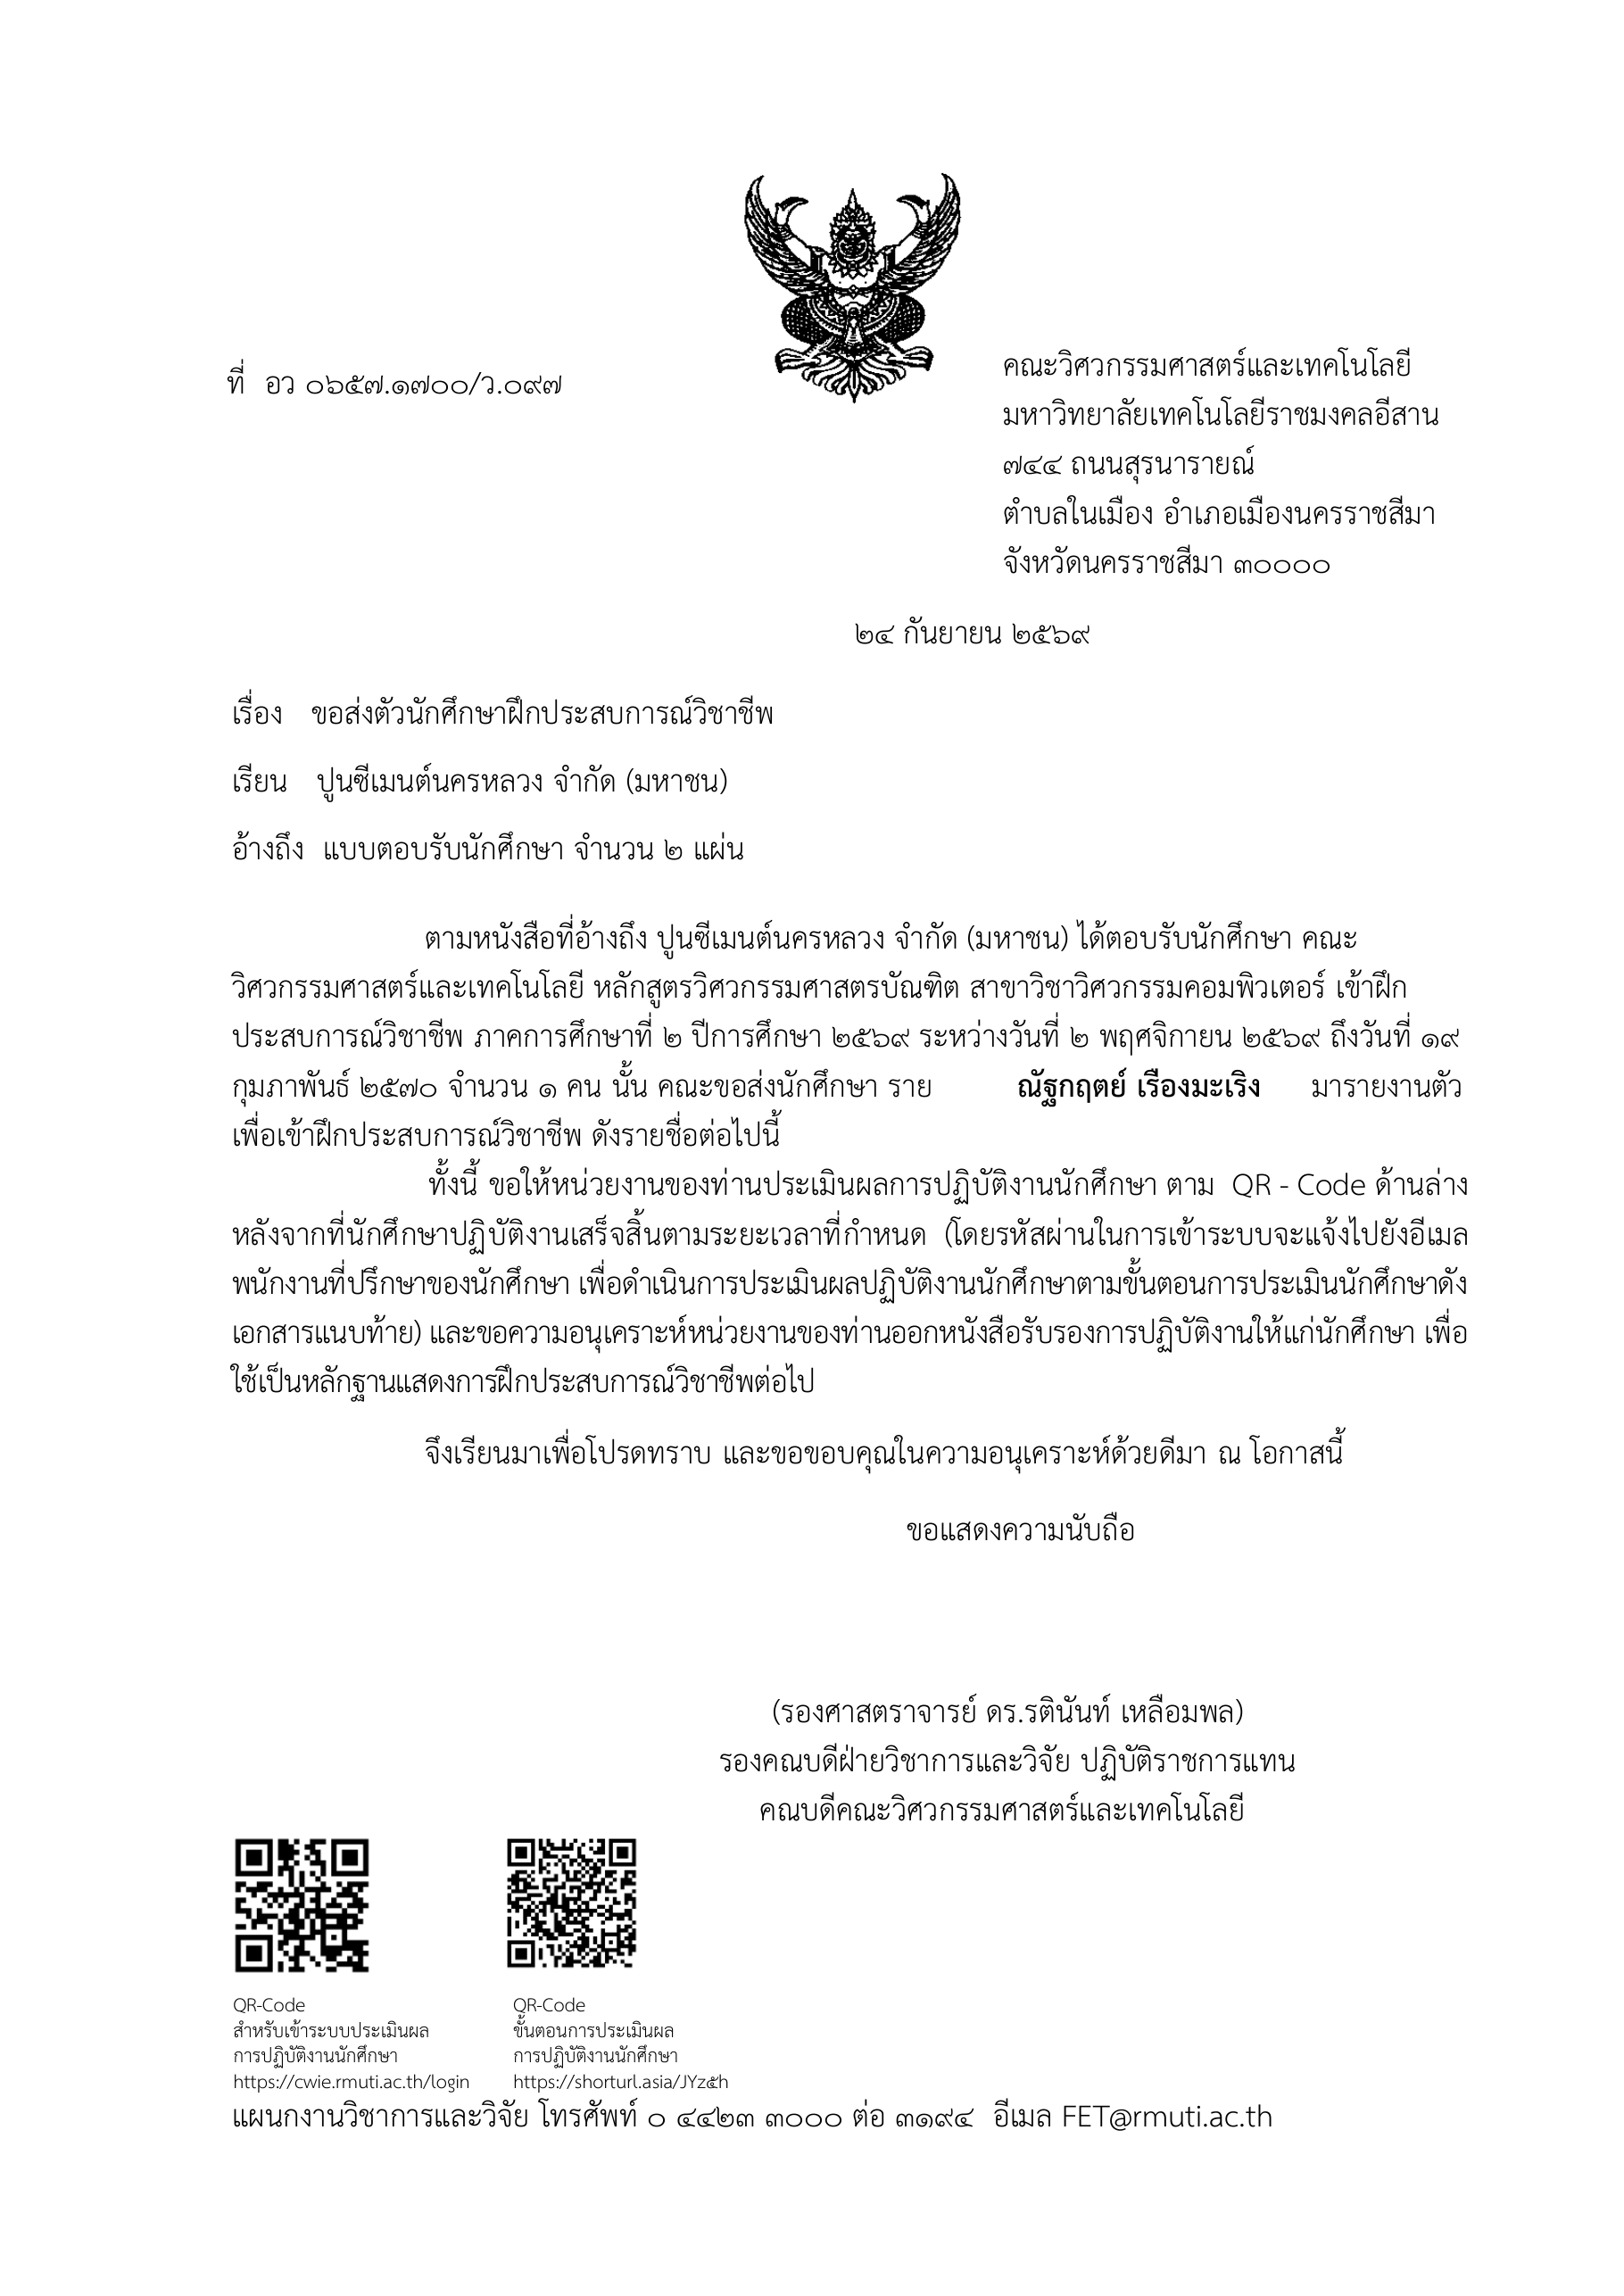 ที่ อว ๐๖๕๗.๑๗๐๐/ว.๐๙๗
คณะวิศวกรรมศาสตร์และเทคโนโลยี
มหาวิทยาลัยเทคโนโลยีราชมงคลอีสาน
๗๔๔ ถนนสุรนารายณ์
ตำบลในเมือง อำเภอเมืองนครราชสีมา
จังหวัดนครราชสีมา ๓๐๐๐๐
๒๔ กันยายน ๒๕๖๙
เรื่อง ขอส่งตัวนักศึกษาฝึกประสบการณ์วิชาชีพ
เรียน ปูนซีเมนต์นครหลวง จำกัด (มหาชน)
อ้างถึง แบบตอบรับนักศึกษา จำนวน ๒ แผ่น
ตามหนังสือที่อ้างถึง ปูนซีเมนต์นครหลวง จำกัด (มหาชน) ได้ตอบรับนักศึกษา คณะ
วิศวกรรมศาสตร์และเทคโนโลยี หลักสูตรวิศวกรรมศาสตรบัณฑิต สาขาวิชาวิศวกรรมคอมพิวเตอร์ เข้าฝึก
ประสบการณ์วิชาชีพ ภาคการศึกษาที่ ๒ ปีการศึกษา ๒๕๖๙ ระหว่างวันที่ ๒ พฤศจิกายน ๒๕๖๙ ถึงวันที่ ๑๙
กุมภาพันธ์ ๒๕๗๐ จำนวน ๑ คน นั้น คณะขอส่งนักศึกษา ราย ณัฐกฤตย์ เรืองมะเริง มารายงานตัว
เพื่อเข้าฝึกประสบการณ์วิชาชีพ ดังรายชื่อต่อไปนี้
ทั้งนี้ ขอให้หน่วยงานของท่านประเมินผลการปฏิบัติงานนักศึกษา ตาม QR - Code ด้านล่าง
หลังจากที่นักศึกษาปฏิบัติงานเสร็จสิ้นตามระยะเวลาที่กำหนด (โดยรหัสผ่านในการเข้าระบบจะแจ้งไปยังอีเมล
พนักงานที่ปรึกษาของนักศึกษา เพื่อดำเนินการประเมินผลปฏิบัติงานนักศึกษาตามขั้นตอนการประเมินนักศึกษาดัง
เอกสารแนบท้าย) และขอความอนุเคราะห์หน่วยงานของท่านออกหนังสือรับรองการปฏิบัติงานให้แก่นักศึกษา เพื่อ
ใช้เป็นหลักฐานแสดงการฝึกประสบการณ์วิชาชีพต่อไป
จึงเรียนมาเพื่อโปรดทราบ และขอขอบคุณในความอนุเคราะห์ด้วยดีมา ณ โอกาสนี้
ขอแสดงความนับถือ
(รองศาสตราจารย์ ดร.รตินันท์ เหลือมพล)
รองคณบดีฝ่ายวิชาการและวิจัย ปฏิบัติราชการแทน
คณบดีคณะวิศวกรรมศาสตร์และเทคโนโลยี
QR-Code
สำหรับเข้าระบบประเมินผล
การปฏิบัติงานนักศึกษา
https://cwie.rmuti.ac.th/login
QR-Code
ขั้นตอนการประเมินผล
การปฏิบัติงานนักศึกษา
https://shorturl.asia/JYz๕h
แผนกงานวิชาการและวิจัย โทรศัพท์ ๐ ๔๔๒๓ ๓๐๐๐ ต่อ ๓๑๙๔ อีเมล FET@rmuti.ac.th